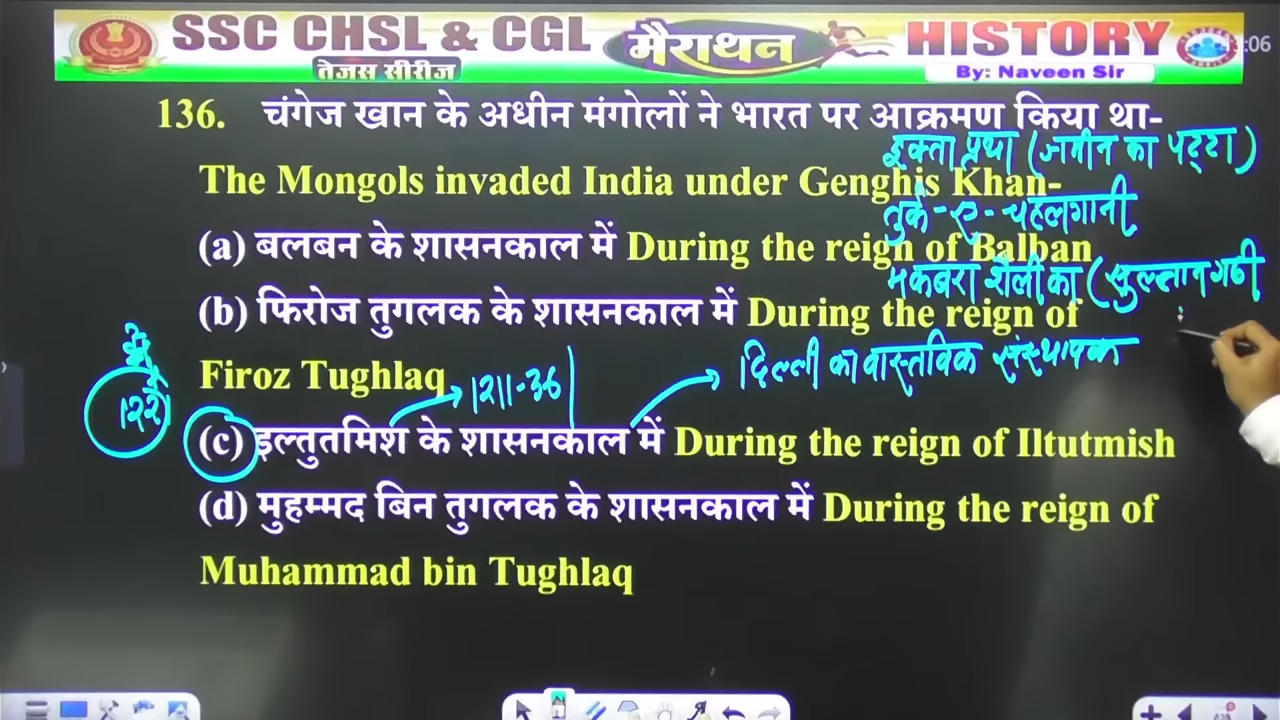 SSC CHSL & CGL मैराथन HISTORY
तेजस सीरीज By: Naveen Sir
:06
136. चंगेज खान के अधीन मंगोलों ने भारत पर आक्रमण किया था-
इक्ता प्रथा (जमीन का पट्टा)
The Mongols invaded India under Genghis Khan-
तुर्क-ए-चहलगानी
(a) बलबन के शासनकाल में During the reign of Balban
मकबरा शैली का (सुल्तानगढी
(b) फिरोज तुगलक के शासनकाल में During the reign of
दिल्ली का वास्तविक संस्थापक
Firoz Tughlaq
1211-36
(c) इल्तुतमिश के शासनकाल में During the reign of Iltutmish
(d) मुहम्मद बिन तुगलक के शासनकाल में During the reign of
Muhammad bin Tughlaq